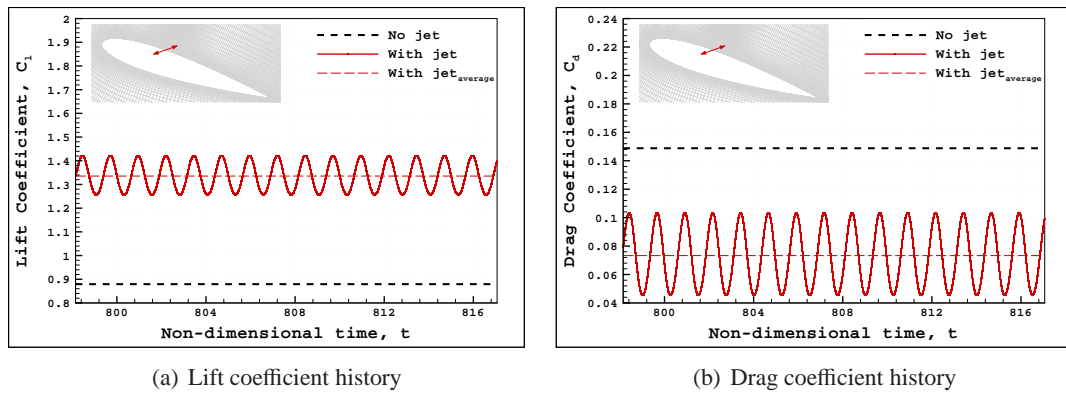 Lift Coefficient, C_l
2
1.9
1.8
1.7
1.6
1.5
1.4
1.3
1.2
1.1
1
0.9
0.8
No jet
With jet
With jet_average
800
804
808
812
816
Non-dimensional time, t
(a) Lift coefficient history
Drag Coefficient, C_d
0.24
0.22
0.2
0.18
0.16
0.14
0.12
0.1
0.08
0.06
0.04
No jet
With jet
With jet_average
800
804
808
812
816
Non-dimensional time, t
(b) Drag coefficient history